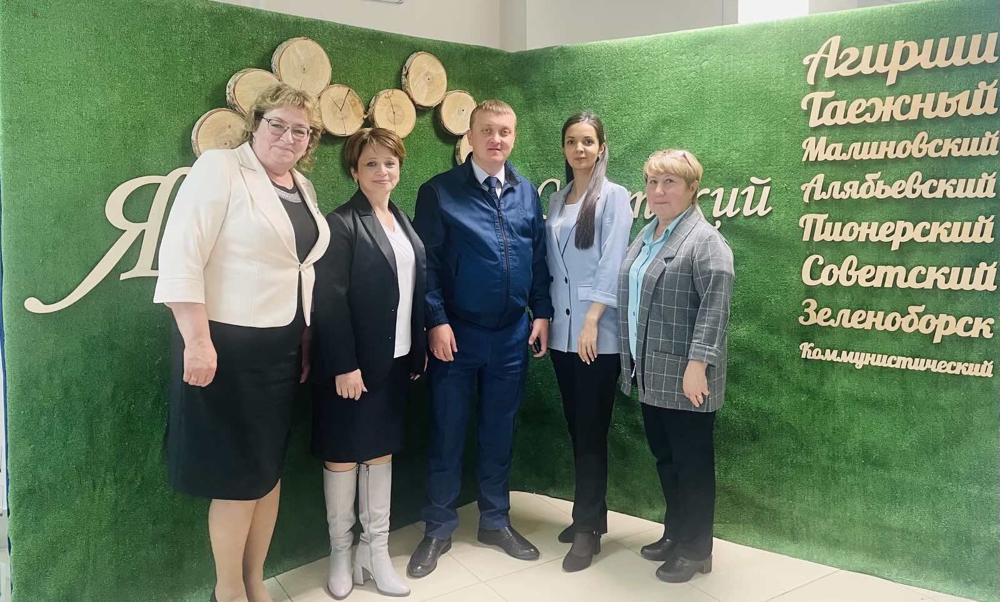 Я
Агириш
Таежный
Малиновский
Алябьевский
Пионерский
Советский
Зеленоборск
Коммунистический